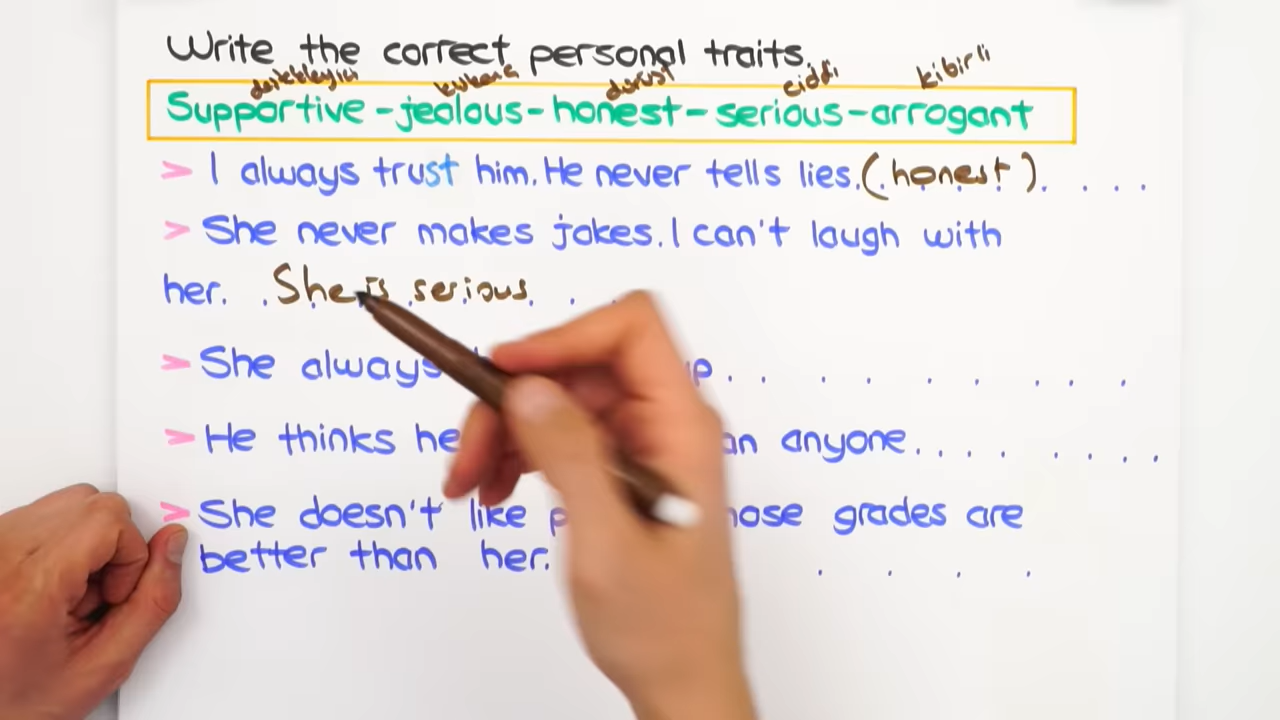 Write the correct personal traits.
destekleyici kıskanç dürüst ciddi kibirli
Supportive - jealous - honest - serious - arrogant
> I always trust him. He never tells lies. (honest). . . .
> She never makes jokes. I can't laugh with
her. . She is serious. . .
> She always p. . . . . . . .
> He thinks he an anyone. . . . . . . .
> She doesn't like hose grades are
better than her. . . . .